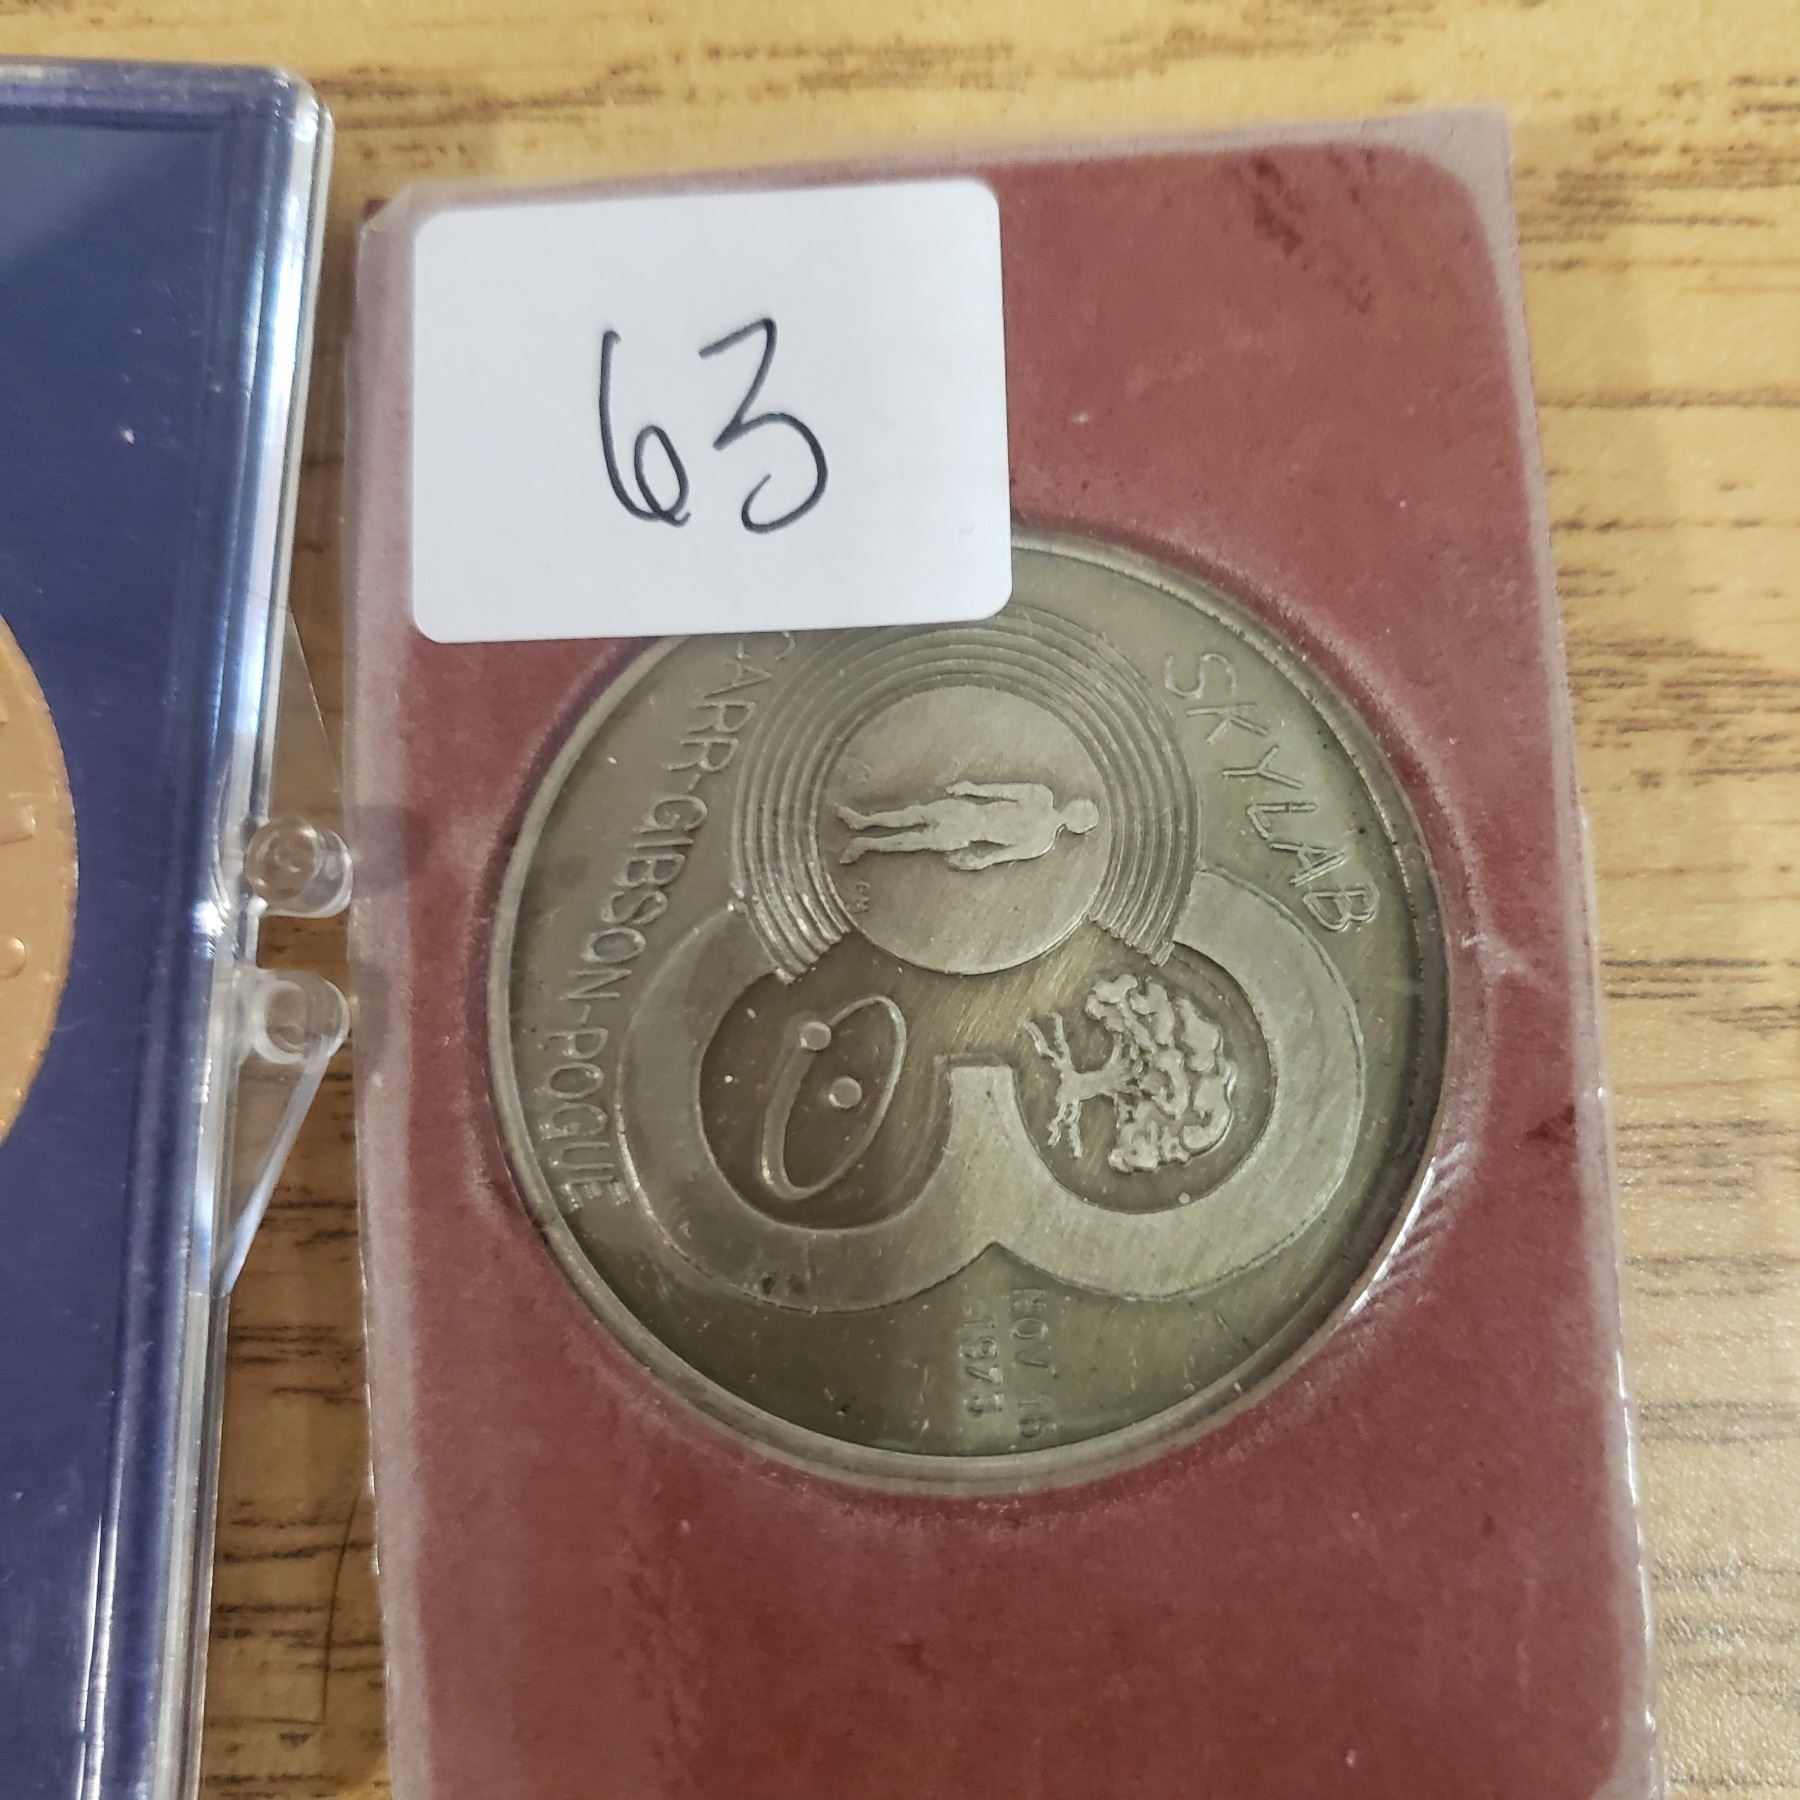 63
SKYLAB
CARR-GIBSON-POGUE
NOV 16
1973